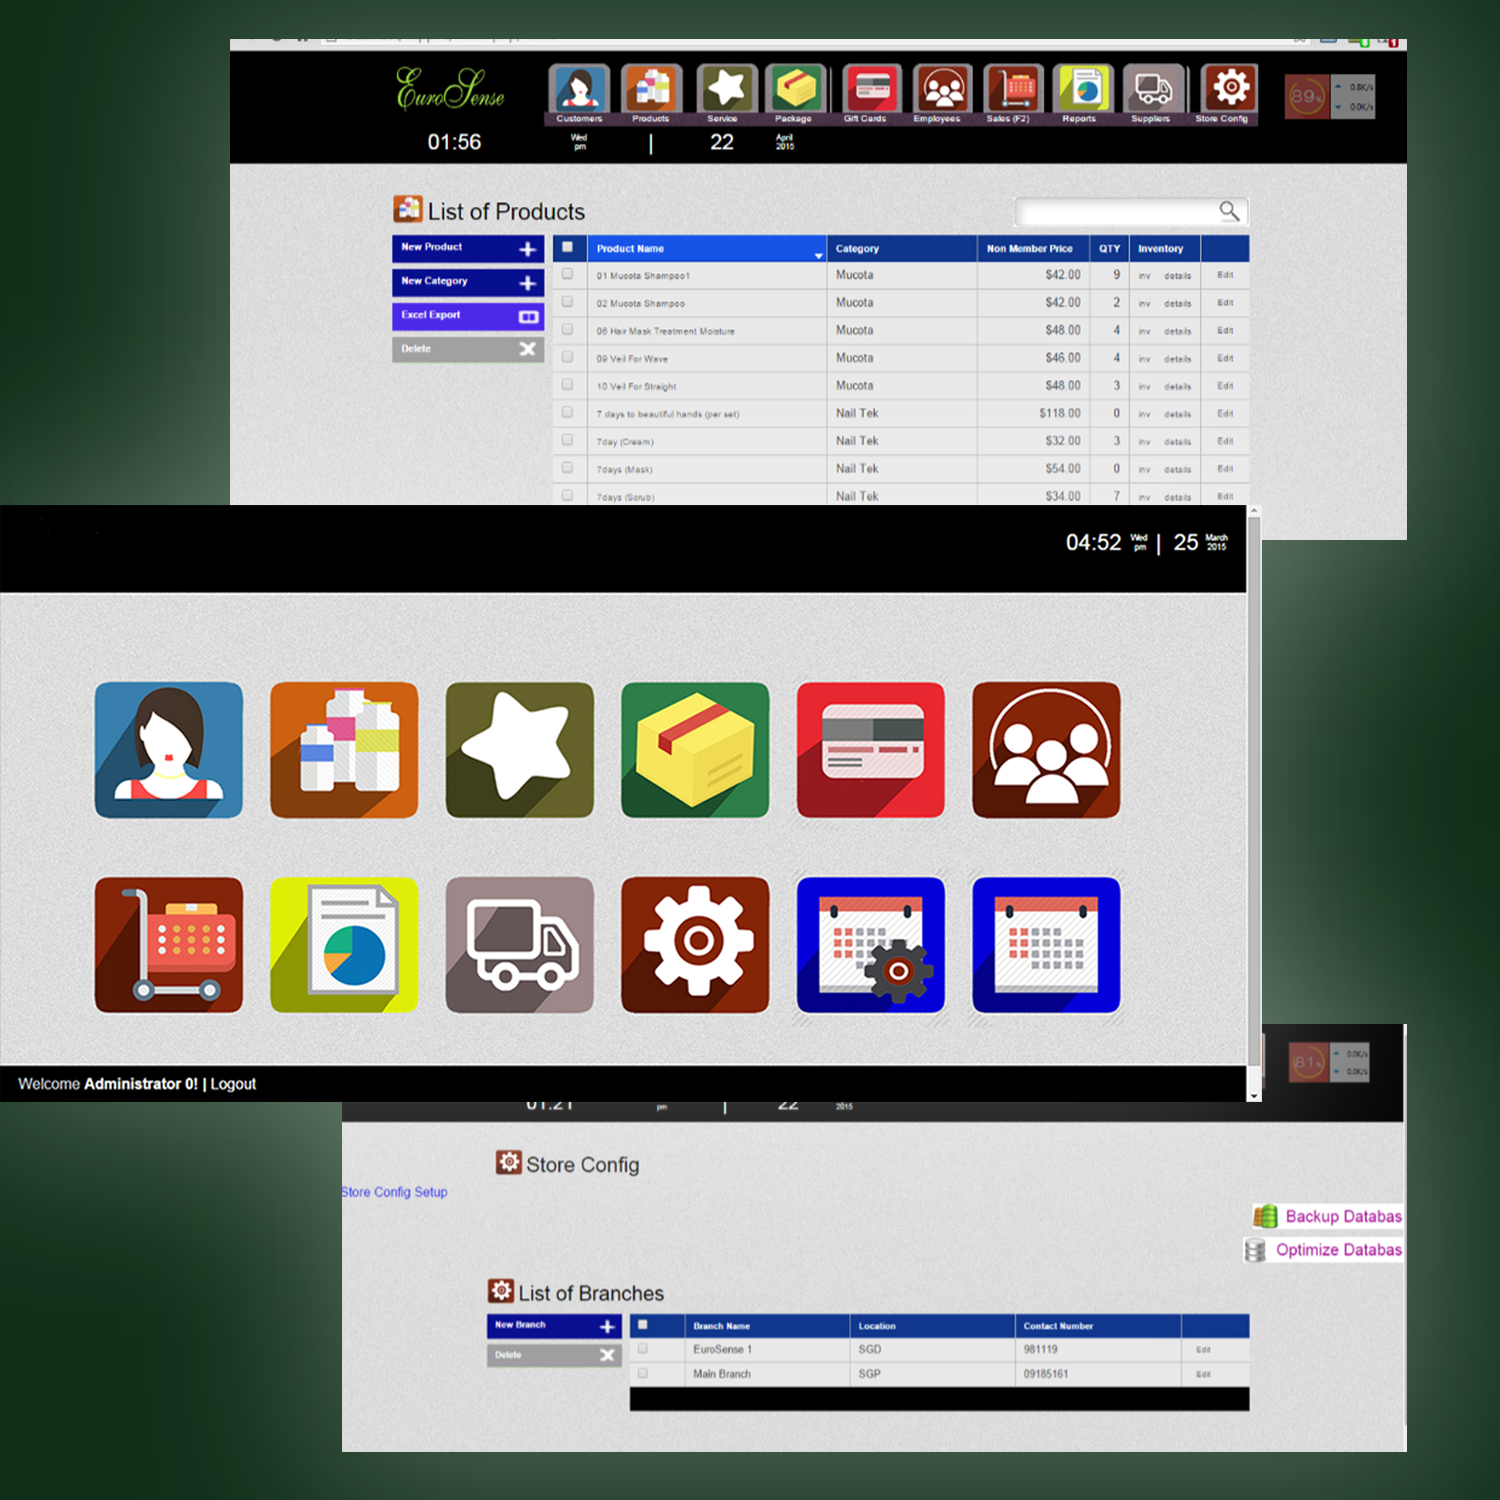 EuroSense
Customers Products Service Package Gift Cards Employees Sales (F2) Reports Suppliers Store Config
89%
0.8K/s
0.0K/s
01:56 Wed pm | 22 April 2015
List of Products
New Product
New Category
Excel Export
Delete
Product Name Category Non Member Price QTY Inventory
01 Mucota Shampoo1 Mucota $42.00 9 inv details Edit
02 Mucota Shampoo Mucota $42.00 2 inv details Edit
06 Hair Mask Treatment Moisture Mucota $48.00 4 inv details Edit
09 Veil For Wave Mucota $46.00 4 inv details Edit
10 Veil For Straight Mucota $48.00 3 inv details Edit
7 days to beautiful hands (per set) Nail Tek $118.00 0 inv details Edit
7day (Cream) Nail Tek $32.00 3 inv details Edit
7days (Mask) Nail Tek $54.00 0 inv details Edit
7days (Scrub) Nail Tek $34.00 7 inv details Edit
04:52 Wed pm | 25 March 2015
Welcome Administrator 0! | Logout
81%
0.0K/s
0.0K/s
01:21 pm | 22 2015
Store Config
Store Config Setup
Backup Databas
Optimize Databas
List of Branches
New Branch
Delete
Branch Name Location Contact Number
EuroSense 1 SGD 981119 Edit
Main Branch SGP 09185161 Edit